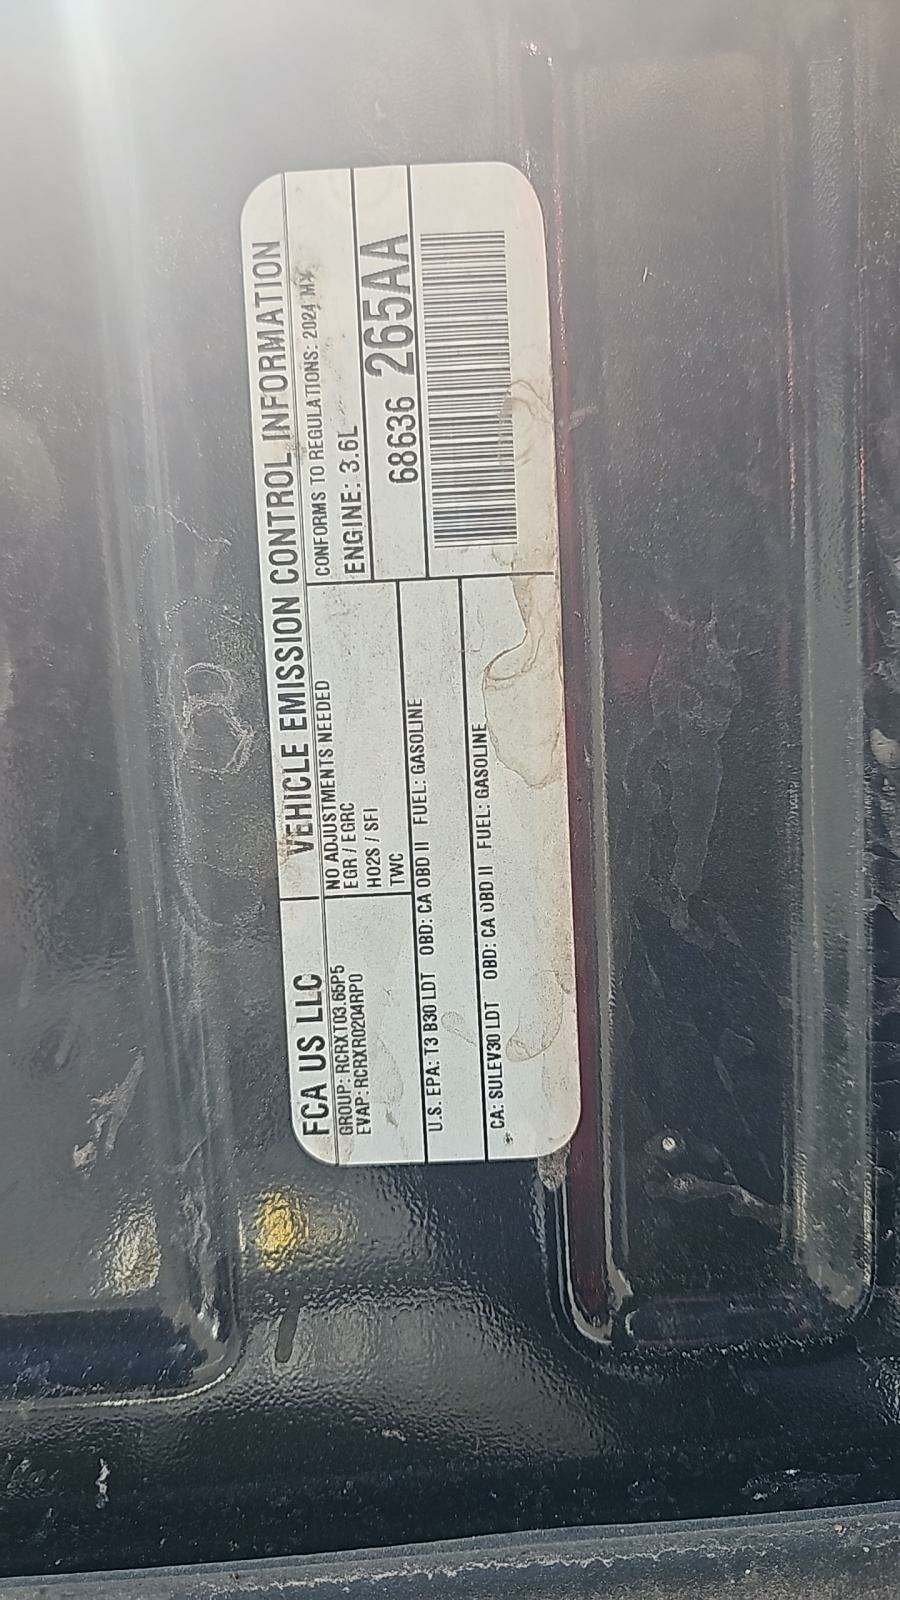 FCA US LLC
VEHICLE EMISSION CONTROL INFORMATION
GROUP: RCRXT03.65P5
EVAP: RCRXR0204RP0
NO ADJUSTMENTS NEEDED
EGR / EGRC
HO2S / SFI
TWC
CONFORMS TO REGULATIONS: 2024 MY
ENGINE: 3.6L
68636 265AA
U.S. EPA: T3 B30 LDT OBD: CA OBD II FUEL: GASOLINE
CA: SULEV30 LDT OBD: CA OBD II FUEL: GASOLINE